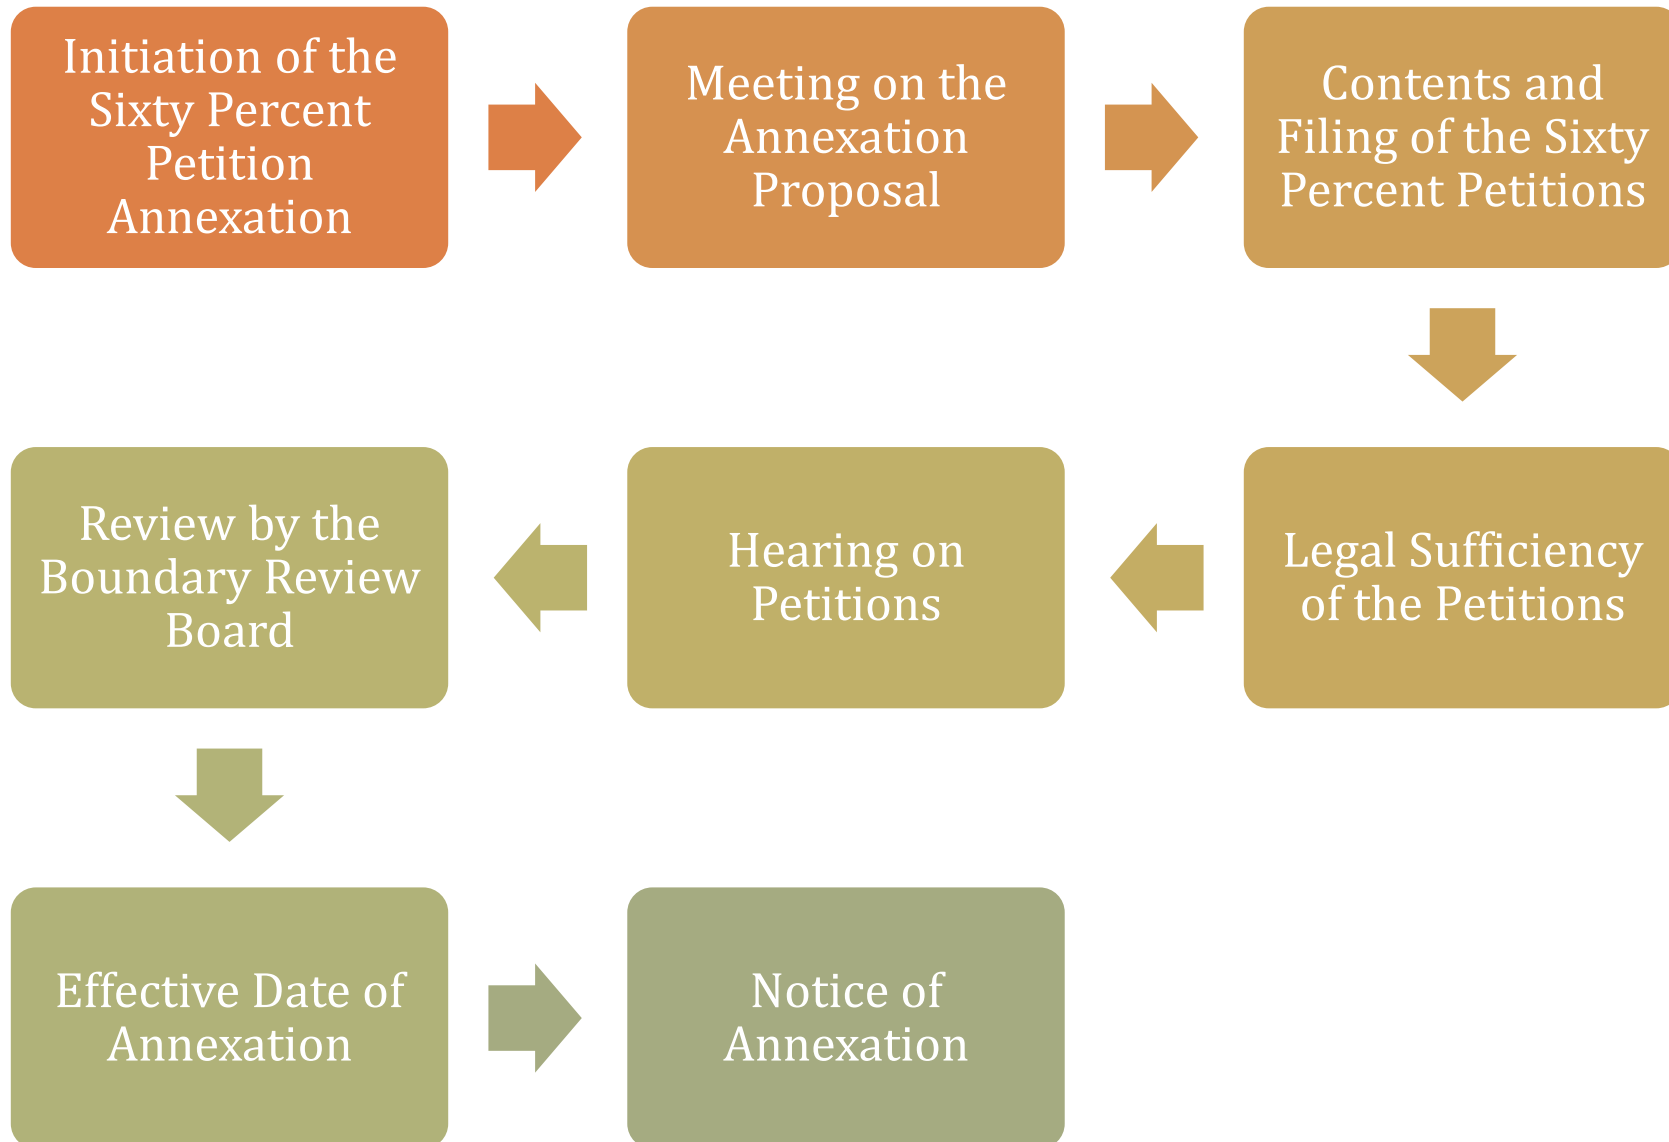 Initiation of the
Sixty Percent
Petition
Annexation
Meeting on the
Annexation
Proposal
Contents and
Filing of the Sixty
Percent Petitions
Legal Sufficiency
of the Petitions
Hearing on
Petitions
Review by the
Boundary Review
Board
Effective Date of
Annexation
Notice of
Annexation